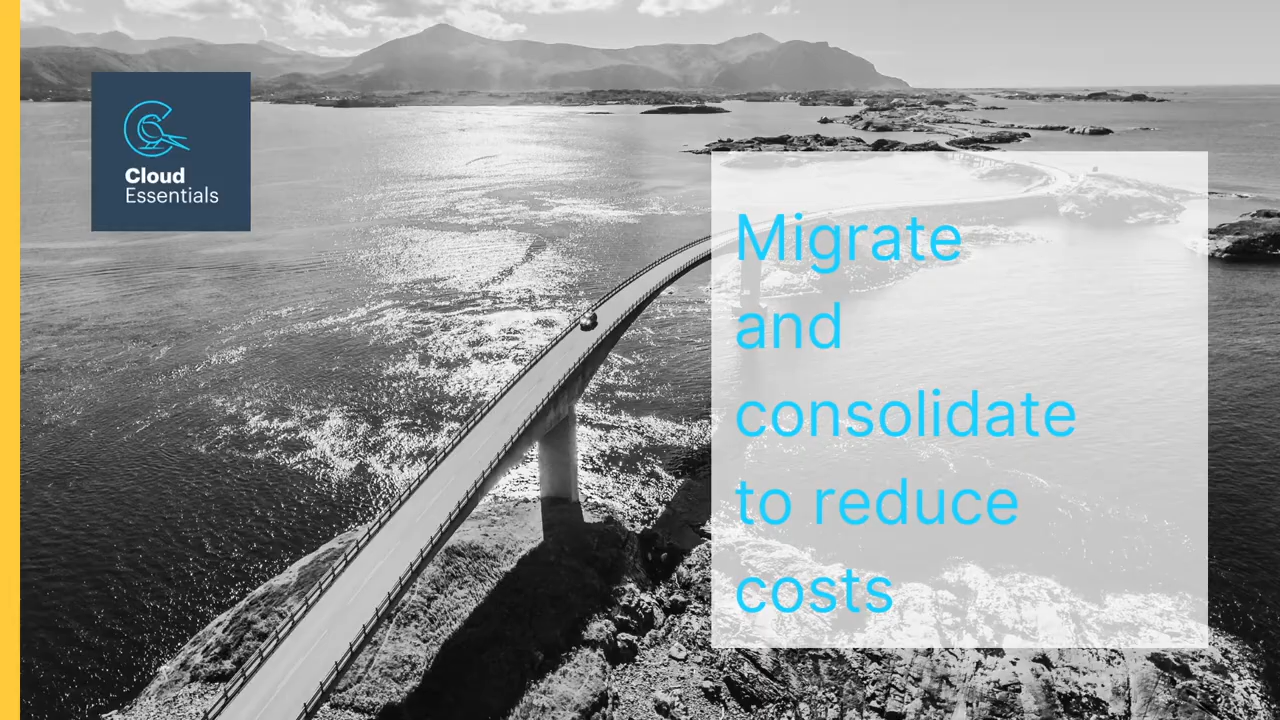 Cloud
Essentials
Migrate
and
consolidate
to reduce
costs